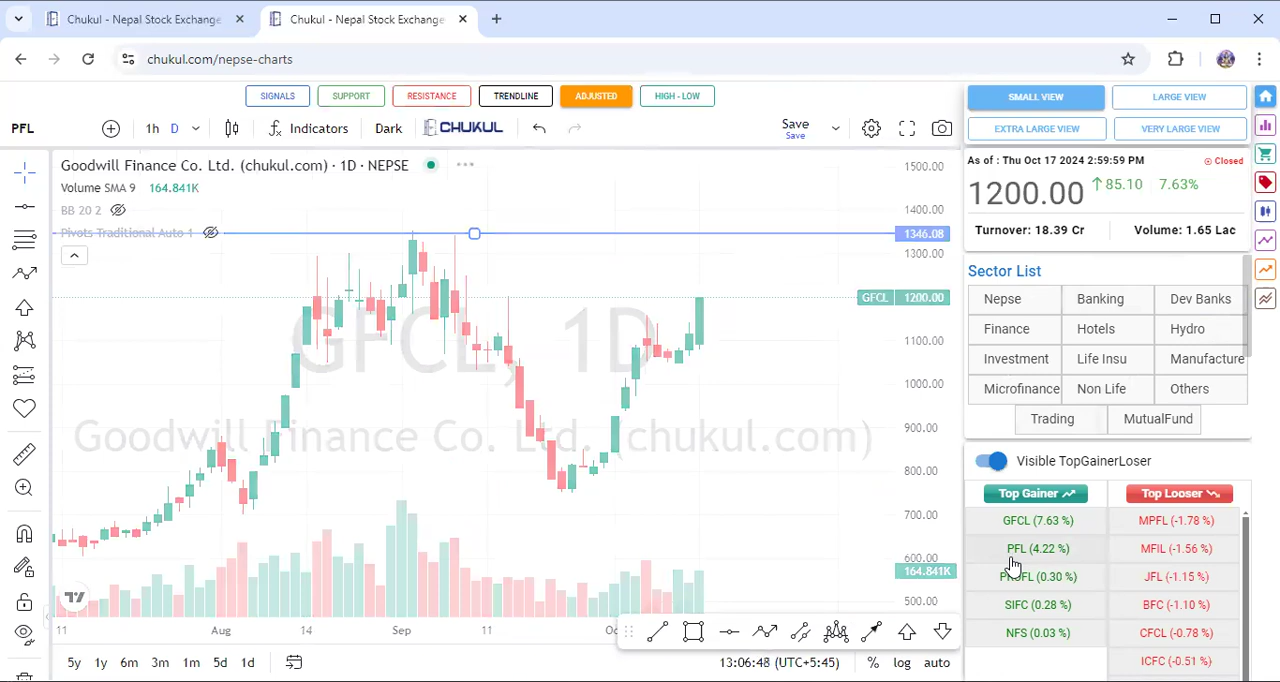 Chukul - Nepal Stock Exchange
Chukul - Nepal Stock Exchange
chukul.com/nepse-charts
SIGNALS
SUPPORT
RESISTANCE
TRENDLINE
ADJUSTED
HIGH - LOW
PFL
1h D
Indicators
Dark
CHUKUL
Save
Save
Goodwill Finance Co. Ltd. (chukul.com) · 1D · NEPSE
Volume SMA 9 164.841K
BB 20 2
Pivots Traditional Auto 1
GFCL, 1D
Goodwill Finance Co. Ltd. (chukul.com)
1500.00
1400.00
1346.08
1300.00
GFCL 1200.00
1100.00
1000.00
900.00
800.00
700.00
600.00
164.841K
500.00
11 Aug 14 Sep 11
5y 1y 6m 3m 1m 5d 1d
13:06:48 (UTC+5:45)
% log auto
SMALL VIEW
LARGE VIEW
EXTRA LARGE VIEW
VERY LARGE VIEW
As of : Thu Oct 17 2024 2:59:59 PM
Closed
1200.00 85.10 7.63%
Turnover: 18.39 Cr
Volume: 1.65 Lac
Sector List
Nepse Banking Dev Banks
Finance Hotels Hydro
Investment Life Insu Manufacture
Microfinance Non Life Others
Trading MutualFund
Visible TopGainerLoser
Top Gainer Top Looser
GFCL (7.63 %) MPFL (-1.78 %)
PFL (4.22 %) MFIL (-1.56 %)
(0.30 %) JFL (-1.15 %)
SIFC (0.28 %) BFC (-1.10 %)
NFS (0.03 %) CFCL (-0.78 %)
ICFC (-0.51 %)